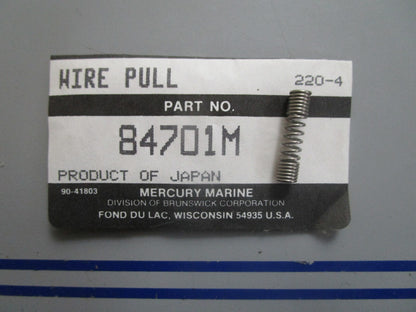 WIRE PULL 220-4
PART NO.
84701M
PRODUCT OF JAPAN
90-41803 MERCURY MARINE
DIVISION OF BRUNSWICK CORPORATION
FOND DU LAC, WISCONSIN 54935 U.S.A.